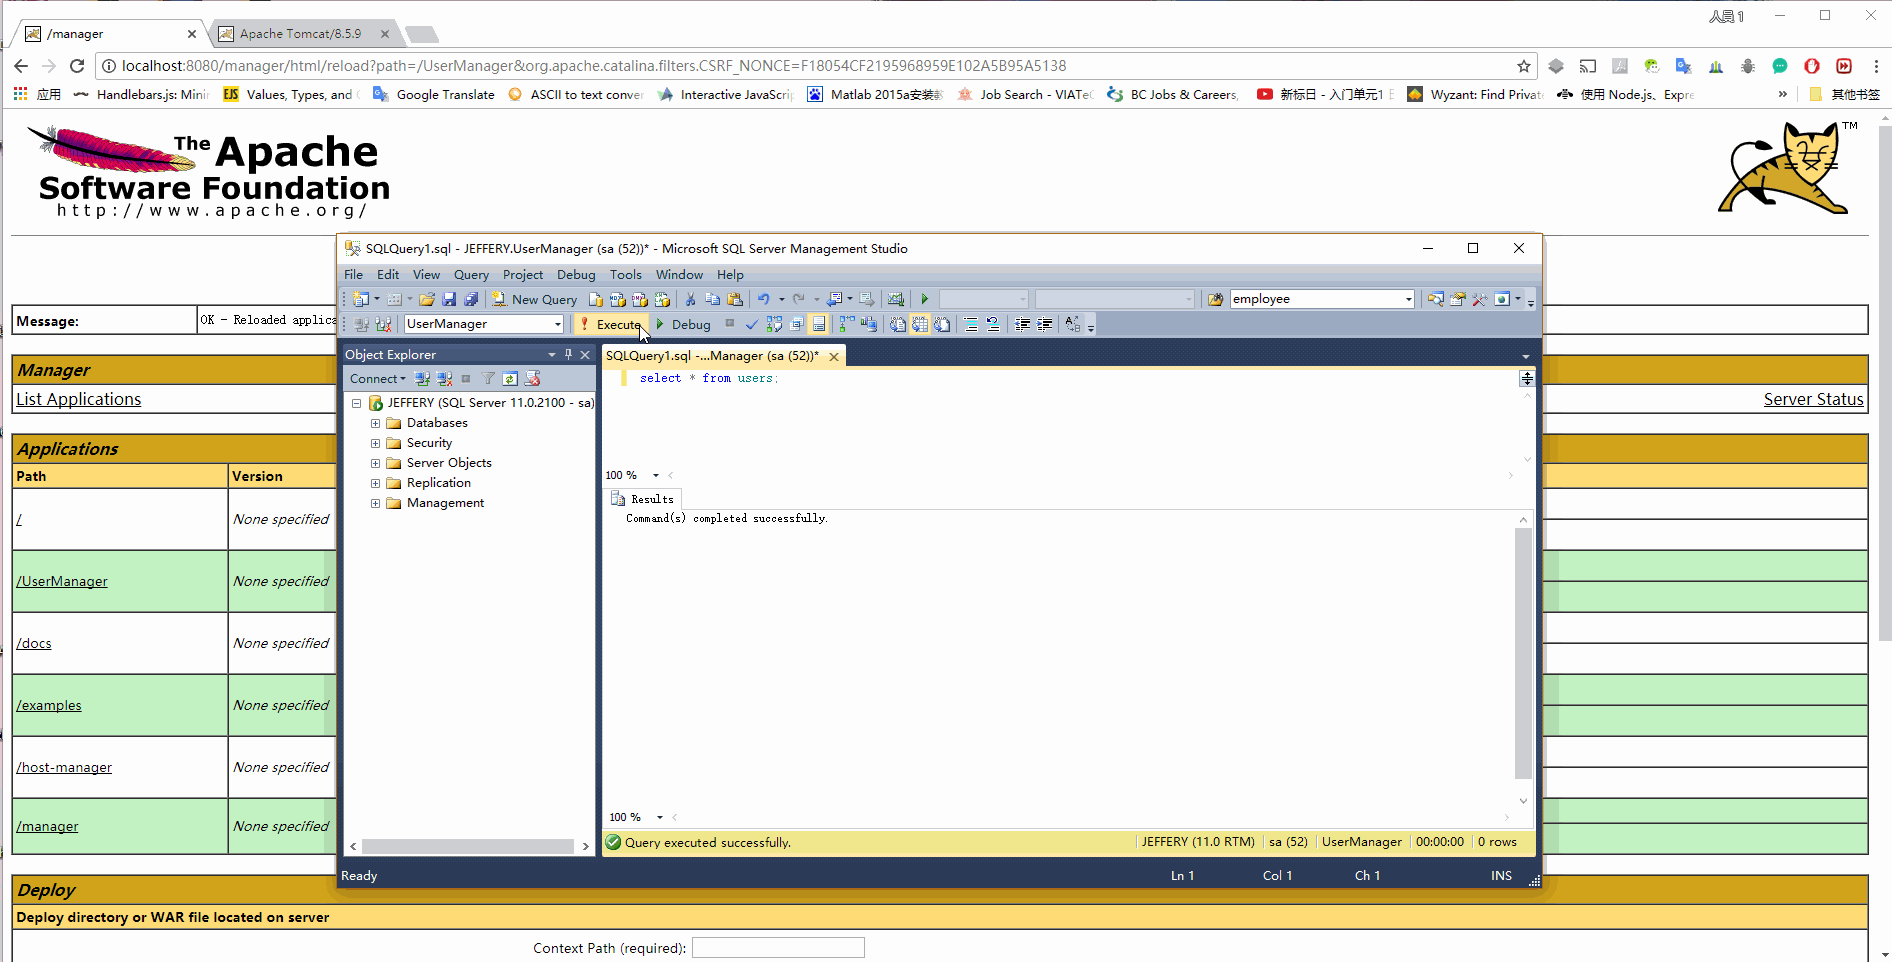 人員 1
/manager
Apache Tomcat/8.5.9
localhost:8080/manager/html/reload?path=/UserManager&org.apache.catalina.filters.CSRF_NONCE=F18054CF2195968959E102A5B95A5138
应用 Handlebars.js: Minir EJS Values, Types, and Google Translate ASCII to text conver Interactive JavaScrip Matlab 2015a安装 Job Search - VIATe BC Jobs & Careers, 新标日 - 入门单元1 Wyzant: Find Privat 使用 Node.js、Expre » 其他书签
The Apache
Software Foundation
http://www.apache.org/
TM
SQLQuery1.sql - JEFFERY.UserManager (sa (52))* - Microsoft SQL Server Management Studio
File Edit View Query Project Debug Tools Window Help
New Query employee
Message: OK - Reloaded applica
UserManager Execute Debug
Object Explorer
SQLQuery1.sql -...Manager (sa (52))*
Manager
Connect
select * from users;
List Applications
Server Status
JEFFERY (SQL Server 11.0.2100 - sa)
Databases
Security
Server Objects
Replication
Management
Applications
Path Version
100 %
Results
Command(s) completed successfully.
/ None specified
/UserManager None specified
/docs None specified
/examples None specified
/host-manager None specified
/manager None specified
100 %
Query executed successfully. JEFFERY (11.0 RTM) sa (52) UserManager 00:00:00 0 rows
Ready Ln 1 Col 1 Ch 1 INS
Deploy
Deploy directory or WAR file located on server
Context Path (required):